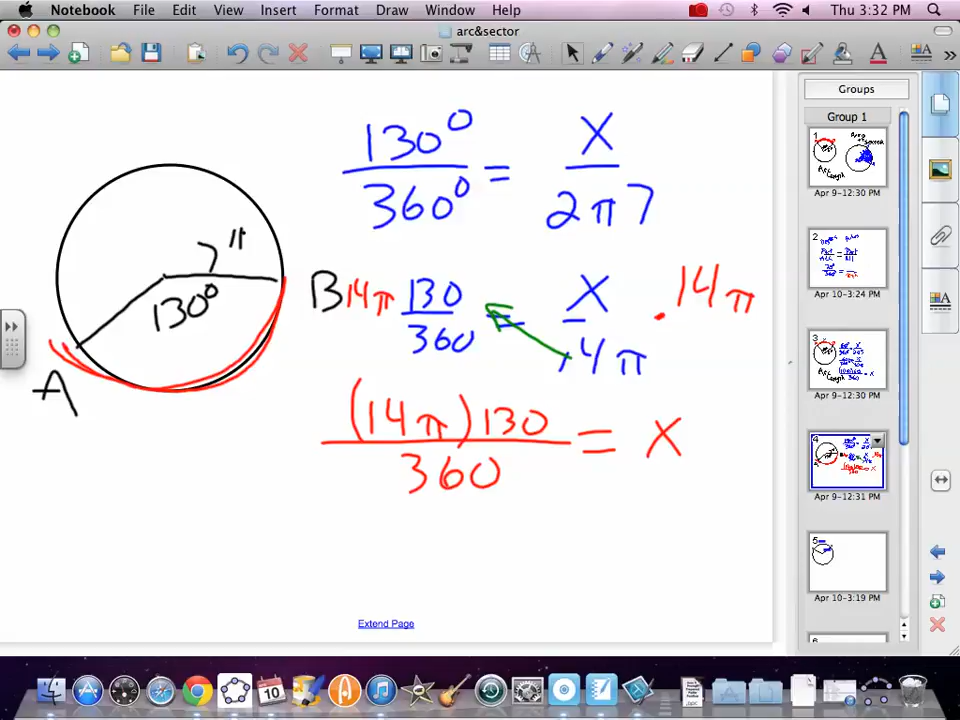 Notebook File Edit View Insert Format Draw Window Help Thu 3:32 PM
arc&sector
Groups
Group 1
Apr 9-12:30 PM
Apr 10-3:24 PM
Apr 9-12:30 PM
Apr 9-12:31 PM
Apr 10-3:19 PM
130° / 360° = X / 2π7
7"
130°
A
B
14π 130 / 360 = X / 14π · 14π
(14π)130 / 360 = X
Extend Page